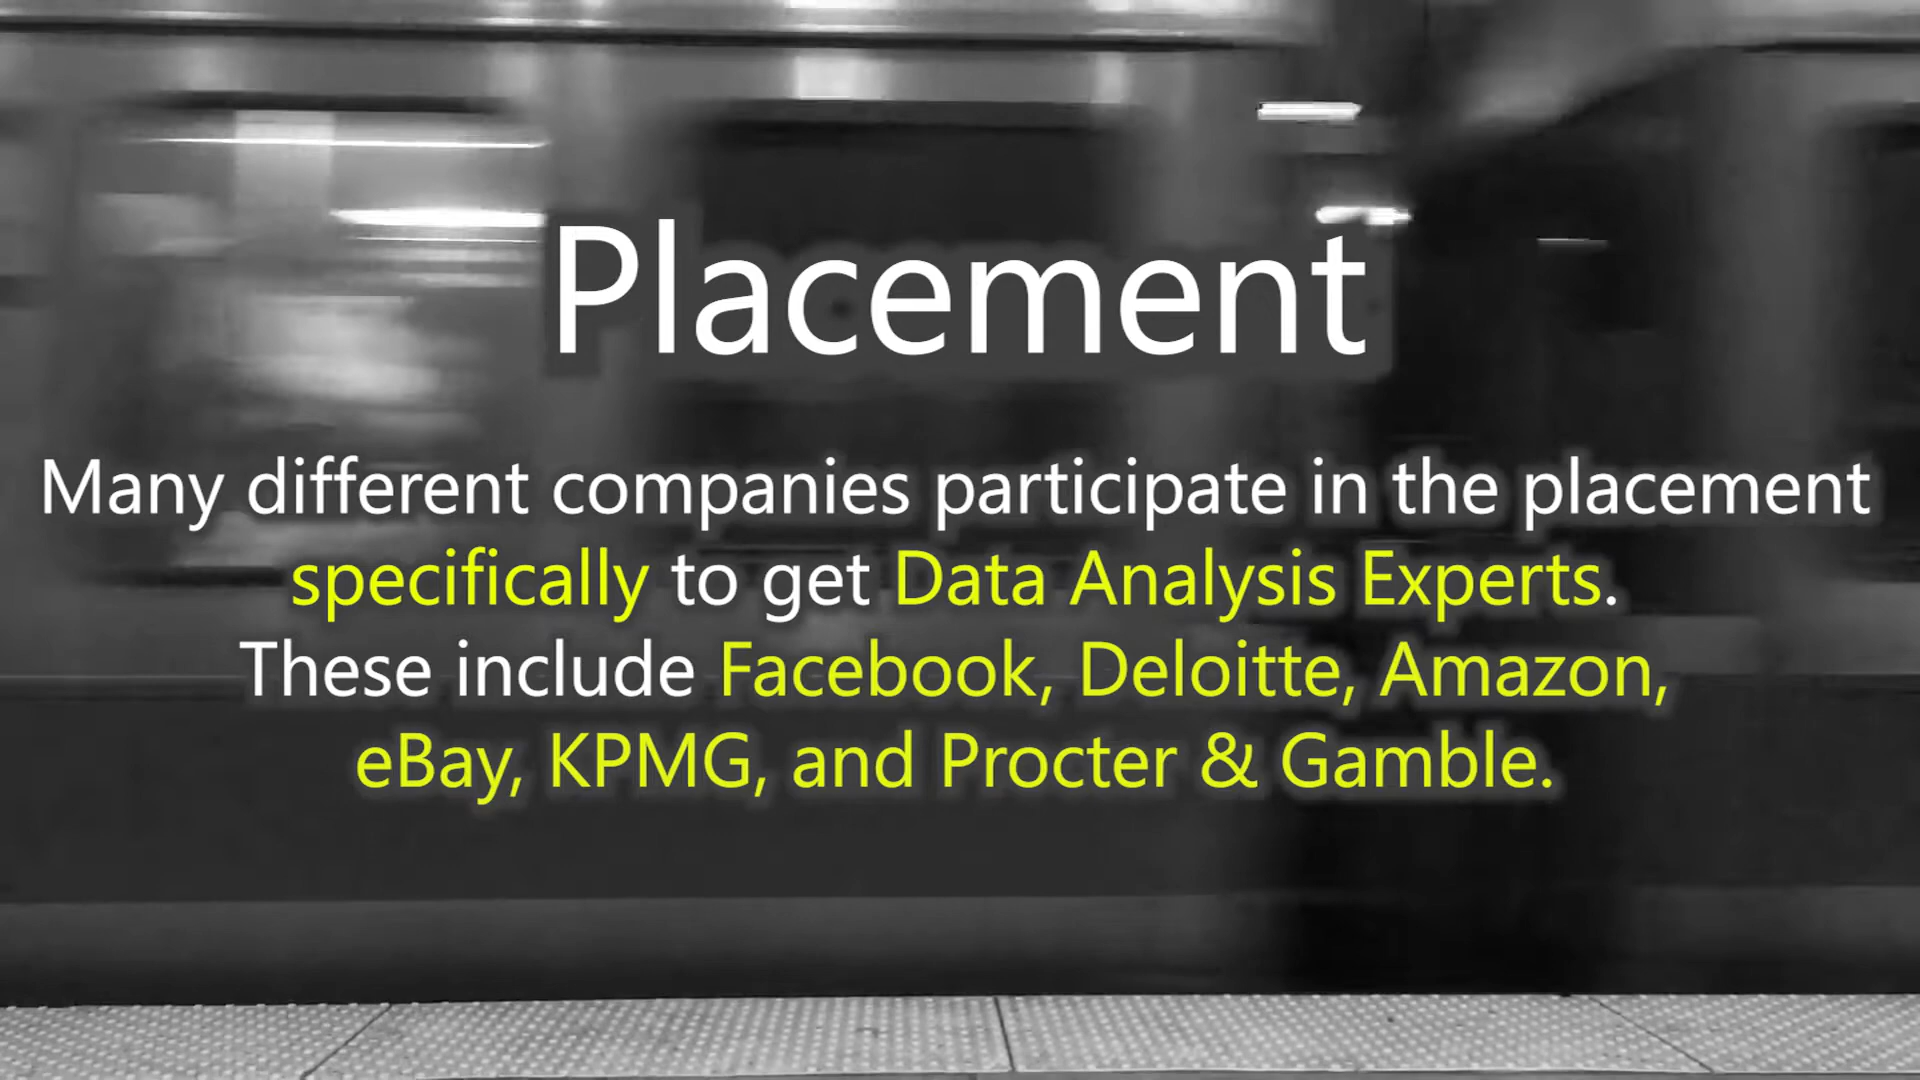 Placement
Many different companies participate in the placement
specifically to get Data Analysis Experts.
These include Facebook, Deloitte, Amazon,
eBay, KPMG, and Procter & Gamble.